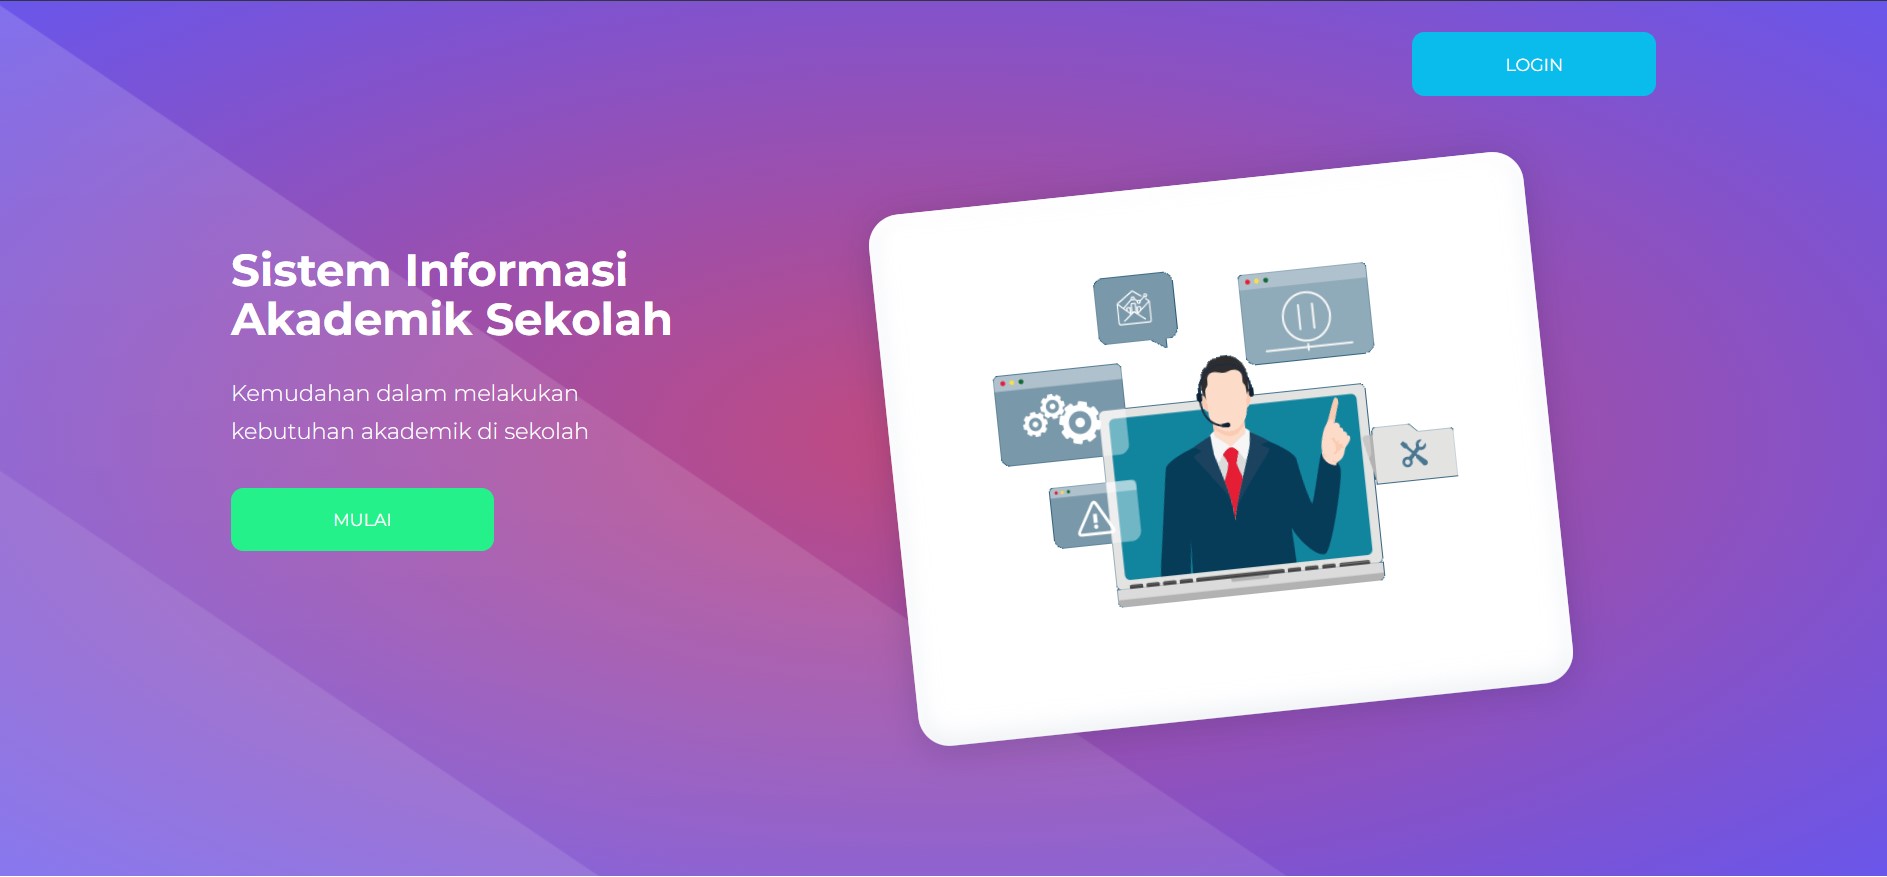 LOGIN
Sistem Informasi
Akademik Sekolah
Kemudahan dalam melakukan
kebutuhan akademik di sekolah
MULAI